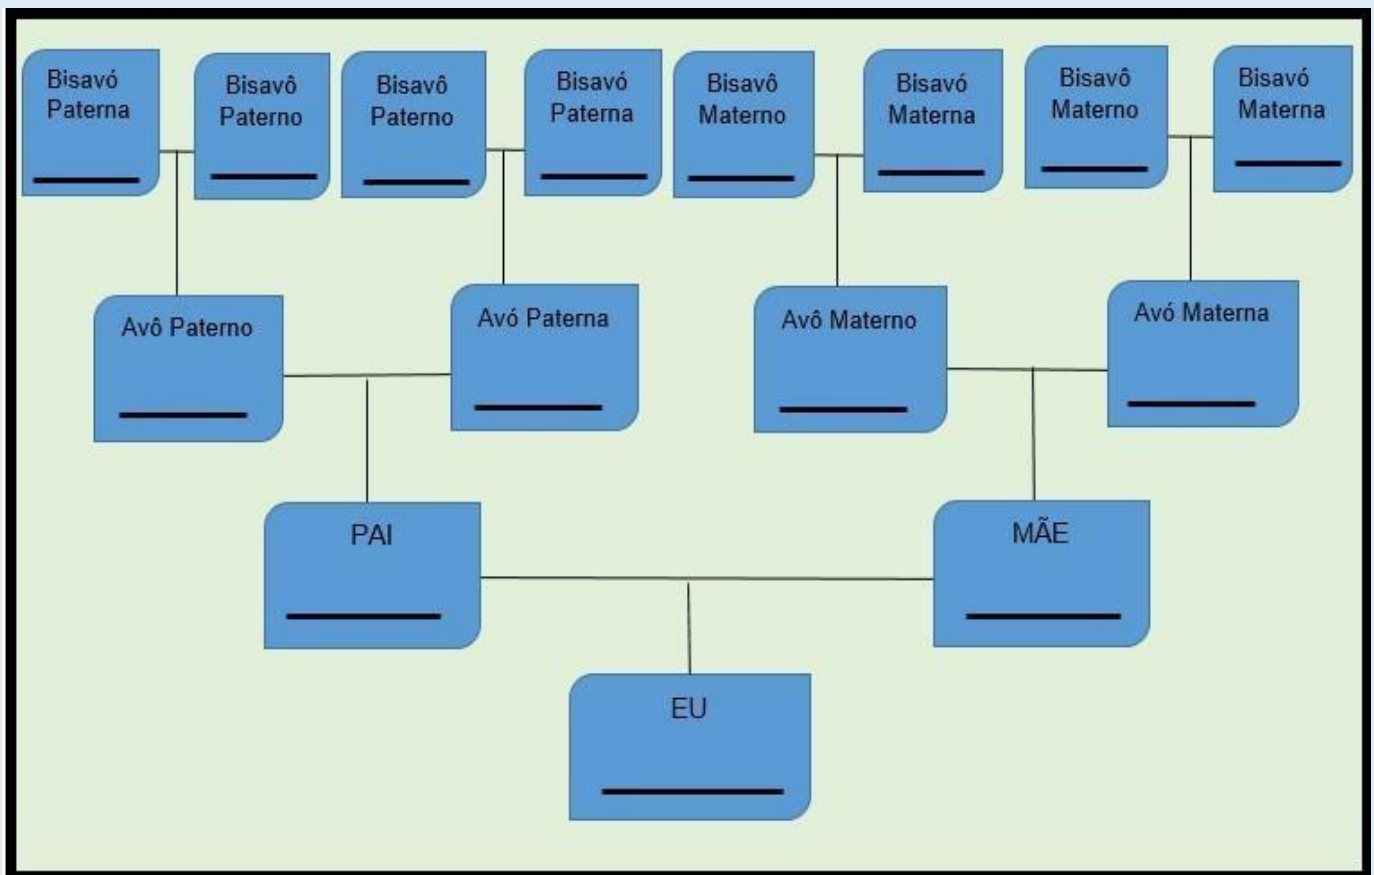 Bisavó
Paterna
Bisavô
Paterno
Bisavô
Paterno
Bisavó
Paterna
Bisavô
Materno
Bisavó
Materna
Bisavô
Materno
Bisavó
Materna
Avô Paterno
Avó Paterna
Avô Materno
Avó Materna
PAI
MÃE
EU